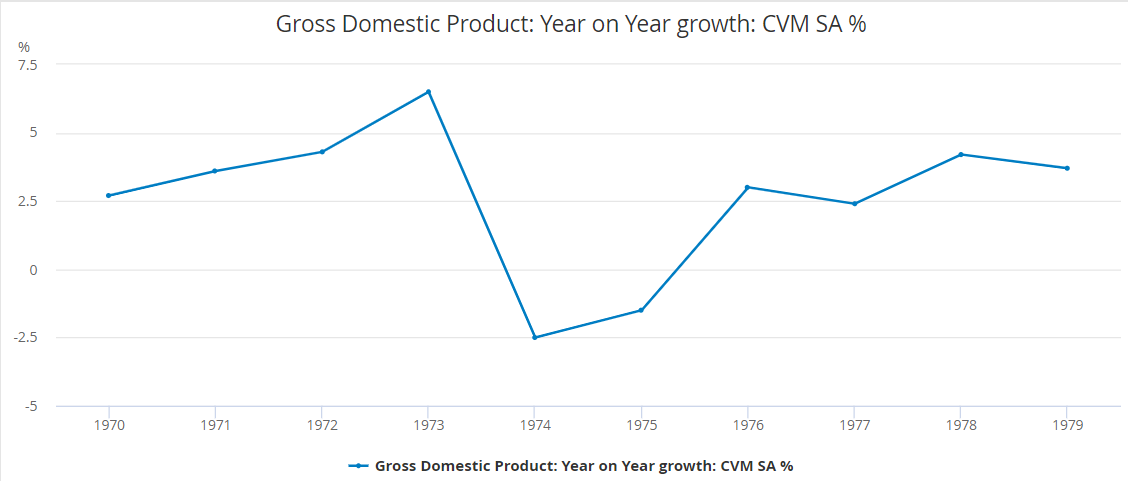 Gross Domestic Product: Year on Year growth: CVM SA %
%
7.5
5
2.5
0
-2.5
-5
1970 1971 1972 1973 1974 1975 1976 1977 1978 1979
Gross Domestic Product: Year on Year growth: CVM SA %